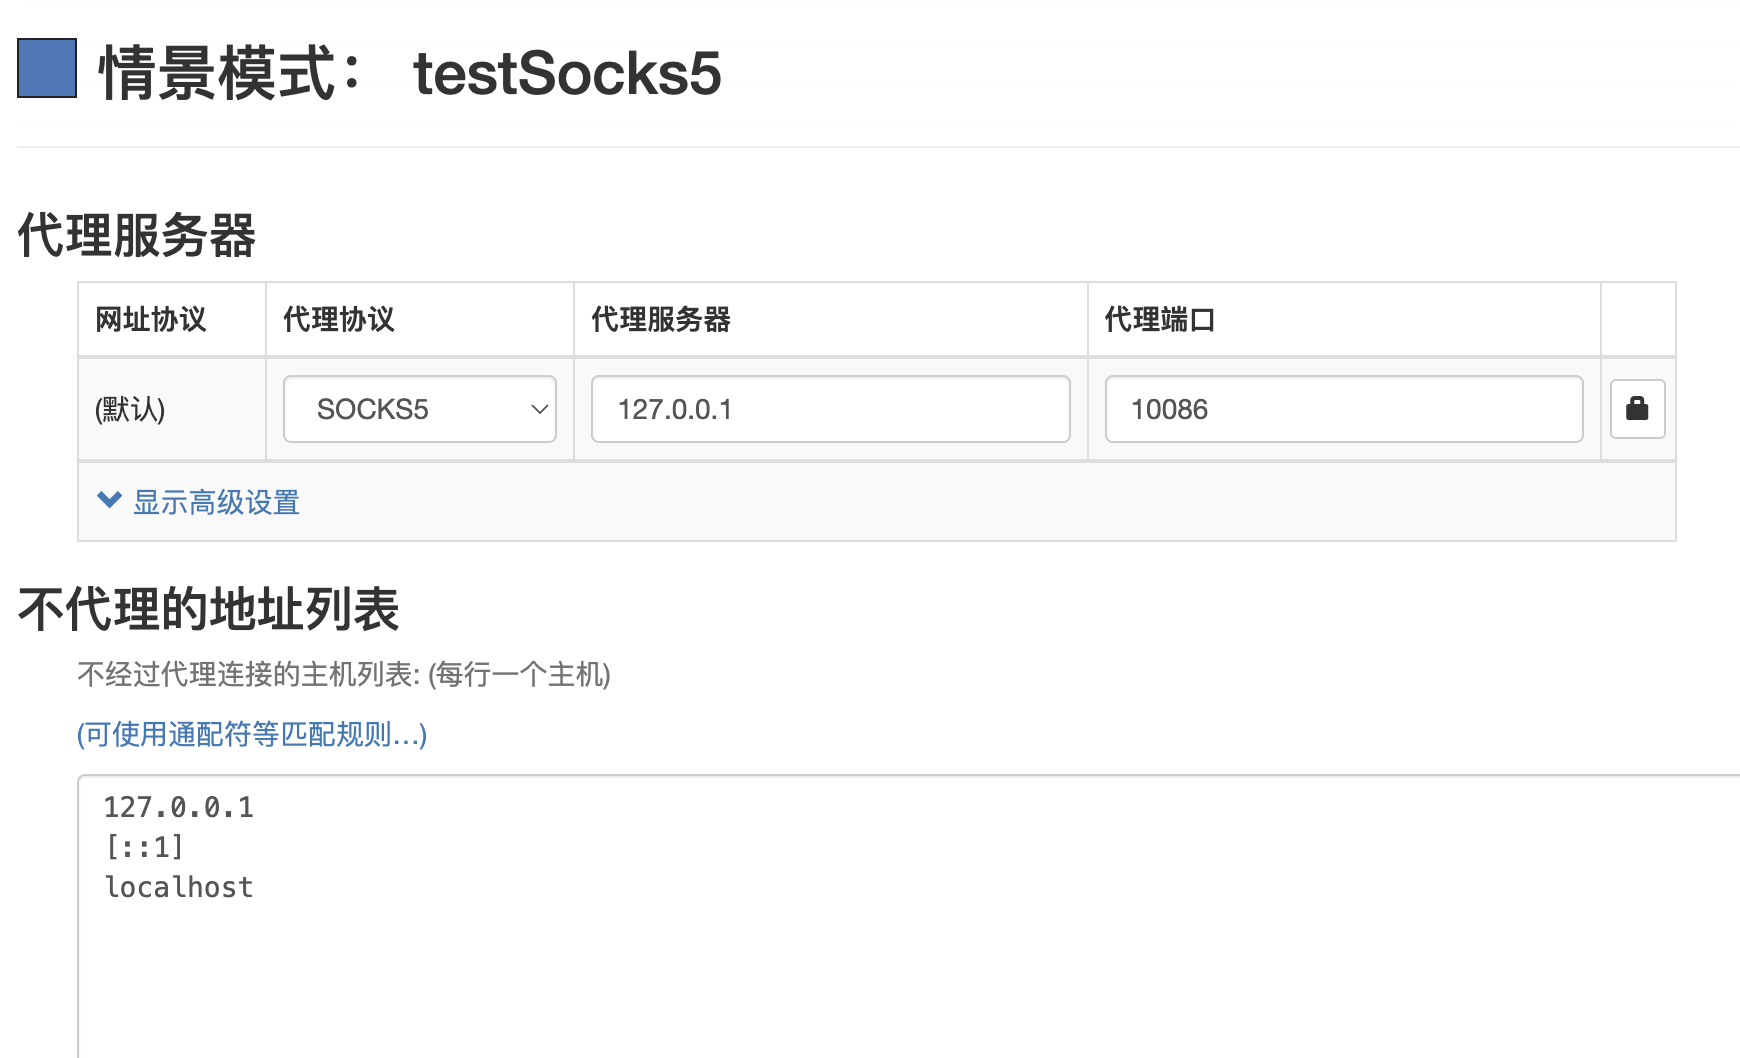 情景模式： testSocks5
代理服务器
网址协议 代理协议 代理服务器 代理端口
(默认) SOCKS5 127.0.0.1 10086
显示高级设置
不代理的地址列表
不经过代理连接的主机列表: (每行一个主机)
(可使用通配符等匹配规则…)
127.0.0.1
[::1]
localhost